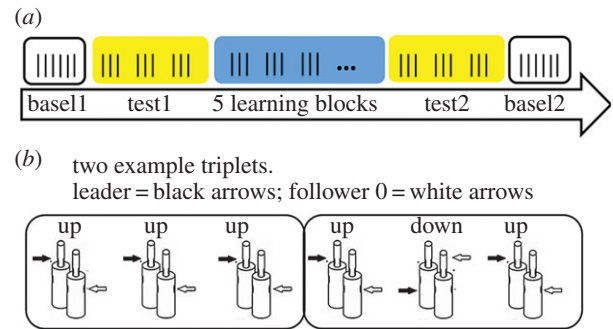 (a)
basel1 test1 5 learning blocks test2 basel2
(b)
two example triplets.
leader = black arrows; follower 0 = white arrows
up up up up down up